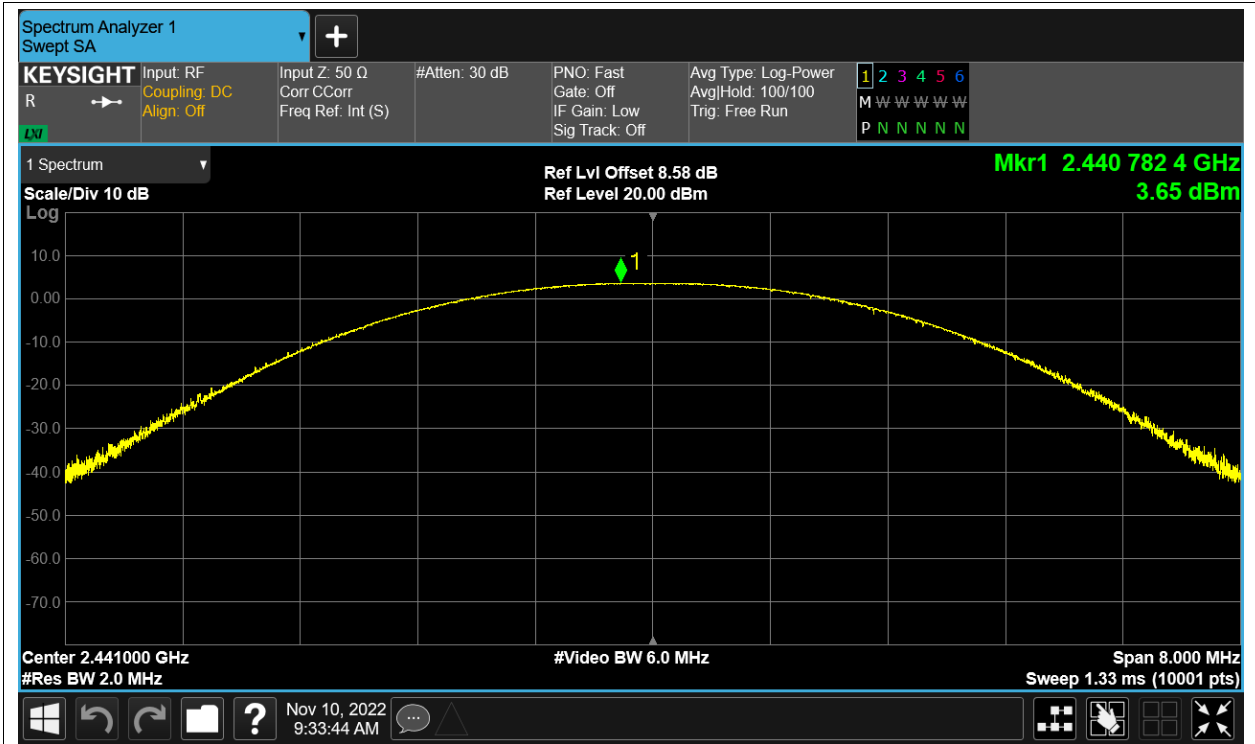 Spectrum Analyzer 1
Swept SA
KEYSIGHT
R
LXI
Input: RF
Coupling: DC
Align: Off
Input Z: 50 Ω
Corr CCorr
Freq Ref: Int (S)
#Atten: 30 dB
PNO: Fast
Gate: Off
IF Gain: Low
Sig Track: Off
Avg Type: Log-Power
Avg|Hold: 100/100
Trig: Free Run
1 2 3 4 5 6
M W W W W W W
P N N N N N
1 Spectrum
Scale/Div 10 dB
Log
Ref Lvl Offset 8.58 dB
Ref Level 20.00 dBm
Mkr1 2.440 782 4 GHz
3.65 dBm
1
10.0
0.00
-10.0
-20.0
-30.0
-40.0
-50.0
-60.0
-70.0
Center 2.441000 GHz
#Res BW 2.0 MHz
#Video BW 6.0 MHz
Span 8.000 MHz
Sweep 1.33 ms (10001 pts)
?
Nov 10, 2022
9:33:44 AM